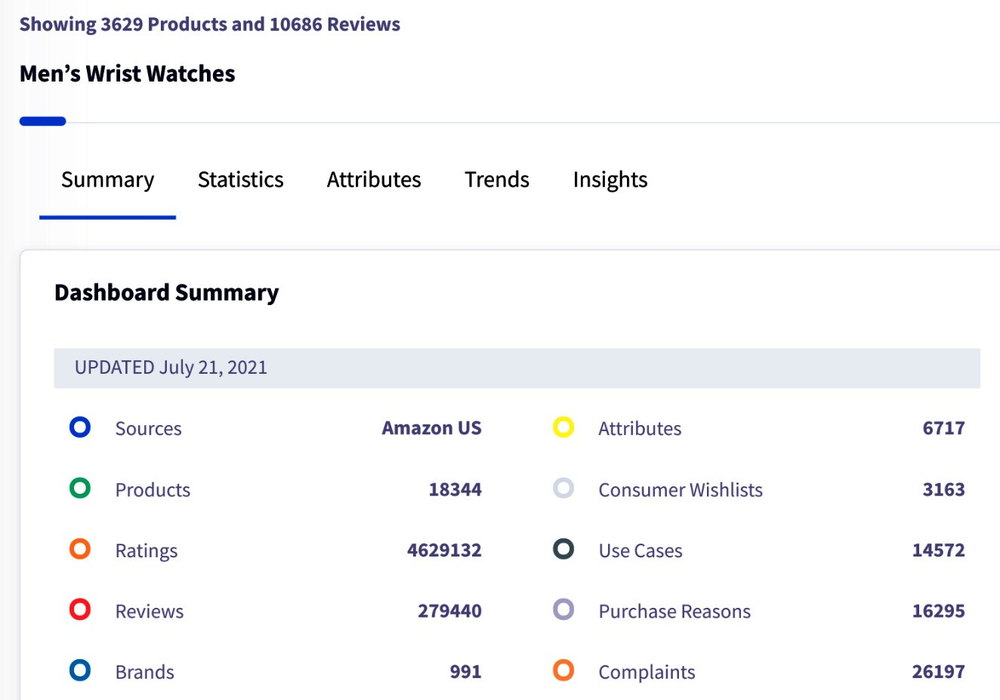 Showing 3629 Products and 10686 Reviews
Men’s Wrist Watches
Summary Statistics Attributes Trends Insights
Dashboard Summary
UPDATED July 21, 2021
Sources Amazon US Attributes 6717
Products 18344 Consumer Wishlists 3163
Ratings 4629132 Use Cases 14572
Reviews 279440 Purchase Reasons 16295
Brands 991 Complaints 26197